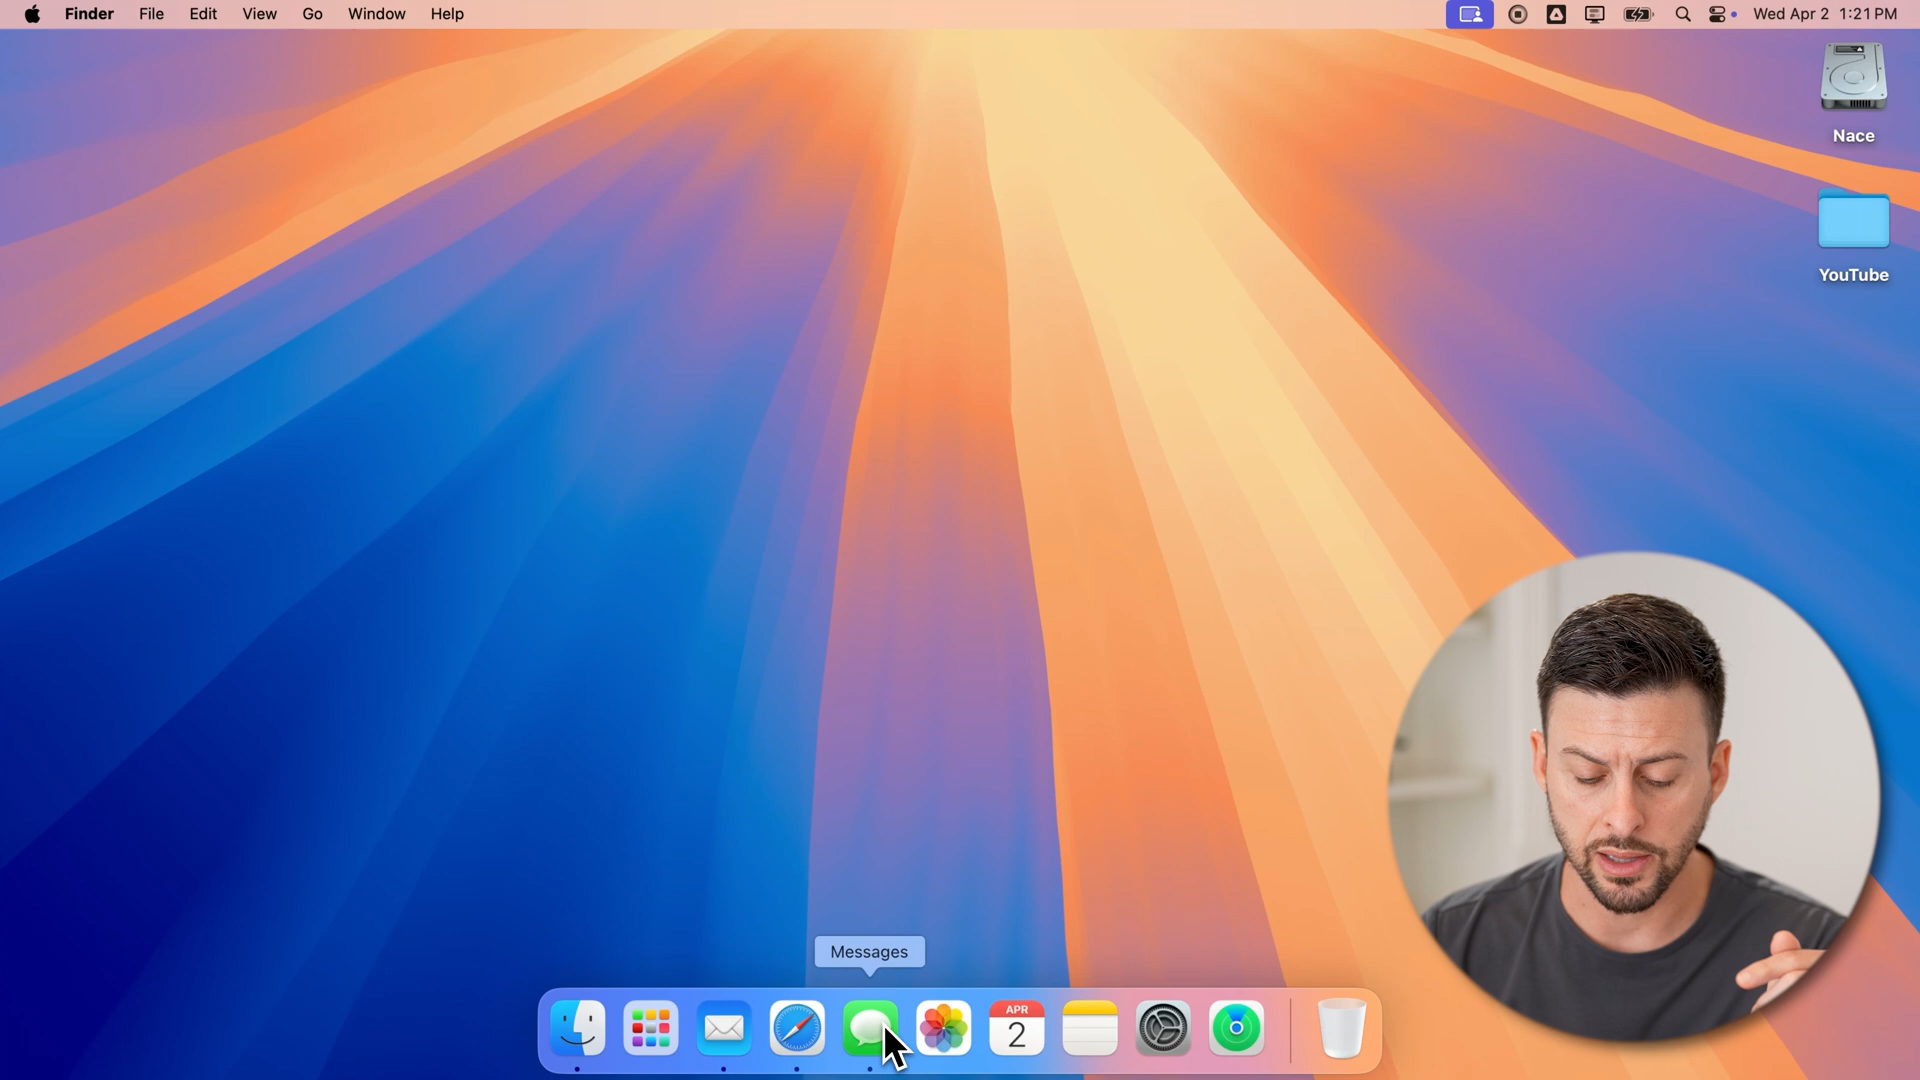 Finder File Edit View Go Window Help Wed Apr 2 1:21 PM
Nace
YouTube
Messages
APR
2